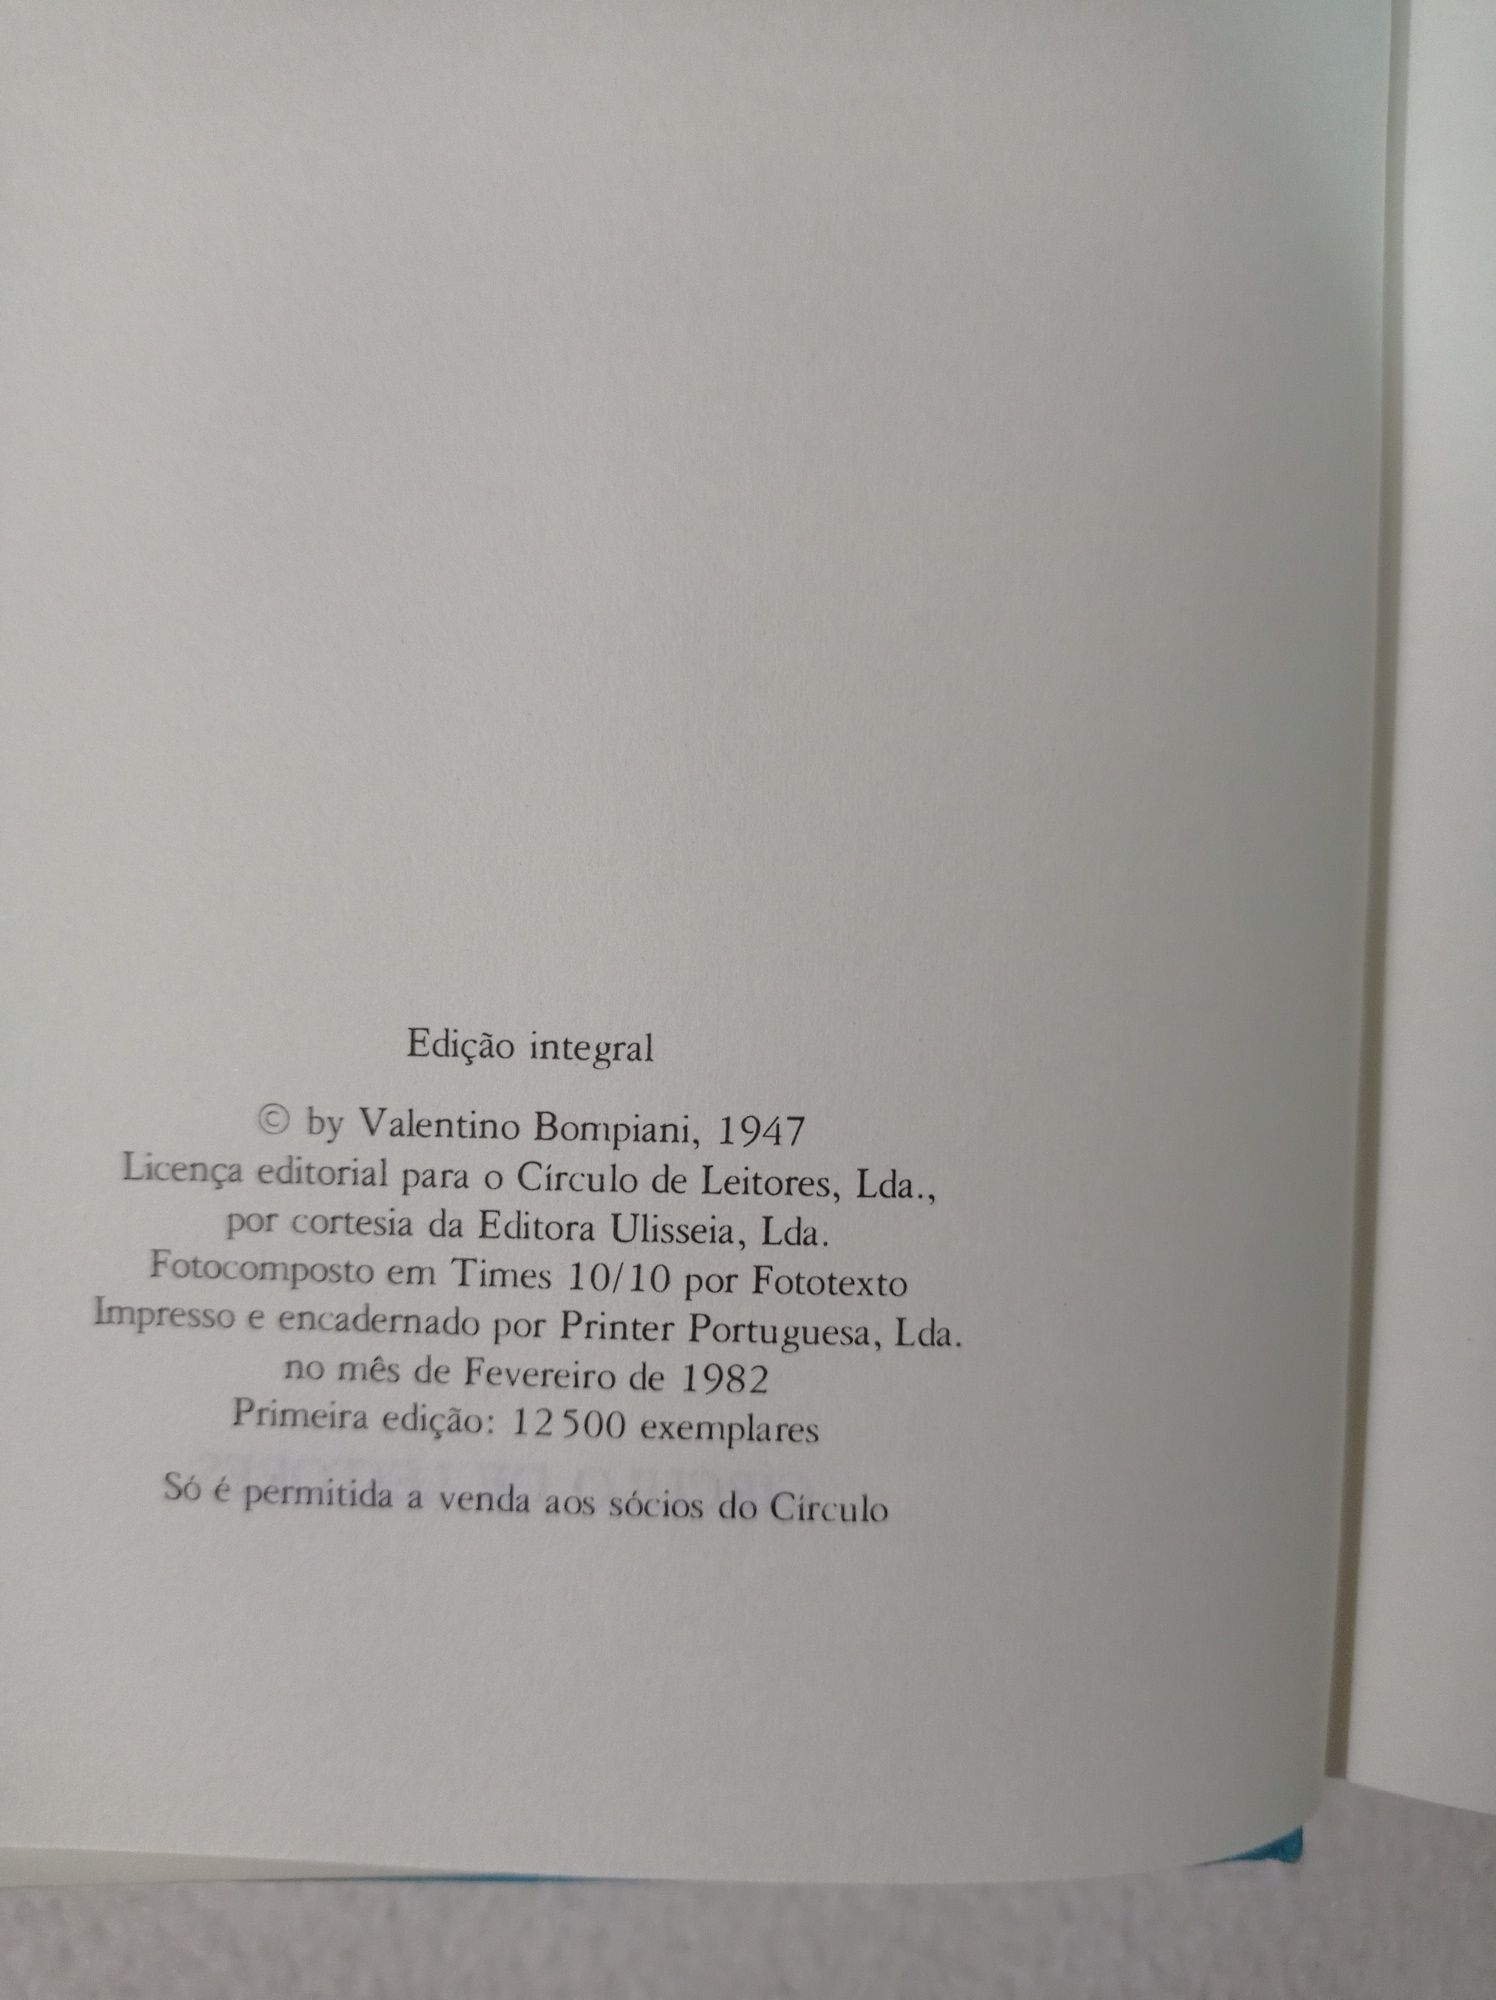 Edição integral
© by Valentino Bompiani, 1947
Licença editorial para o Círculo de Leitores, Lda.,
por cortesia da Editora Ulisseia, Lda.
Fotocomposto em Times 10/10 por Fototexto
Impresso e encadernado por Printer Portuguesa, Lda.
no mês de Fevereiro de 1982
Primeira edição: 12 500 exemplares
Só é permitida a venda aos sócios do Círculo